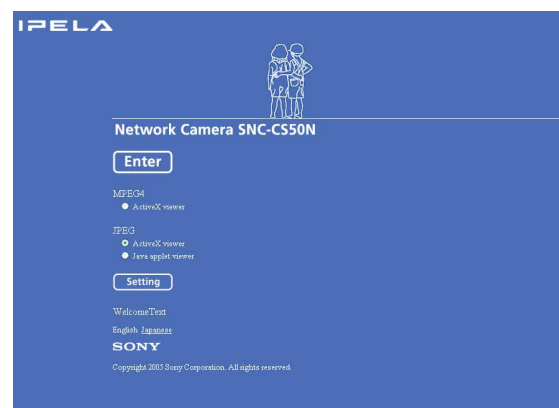 IPELA
Network Camera SNC-CS50N
Enter
MPEG4
ActiveX viewer
JPEG
ActiveX viewer
Java applet viewer
Setting
WelcomeText
English Japanese
SONY
Copyright 2005 Sony Corporation. All rights reserved.